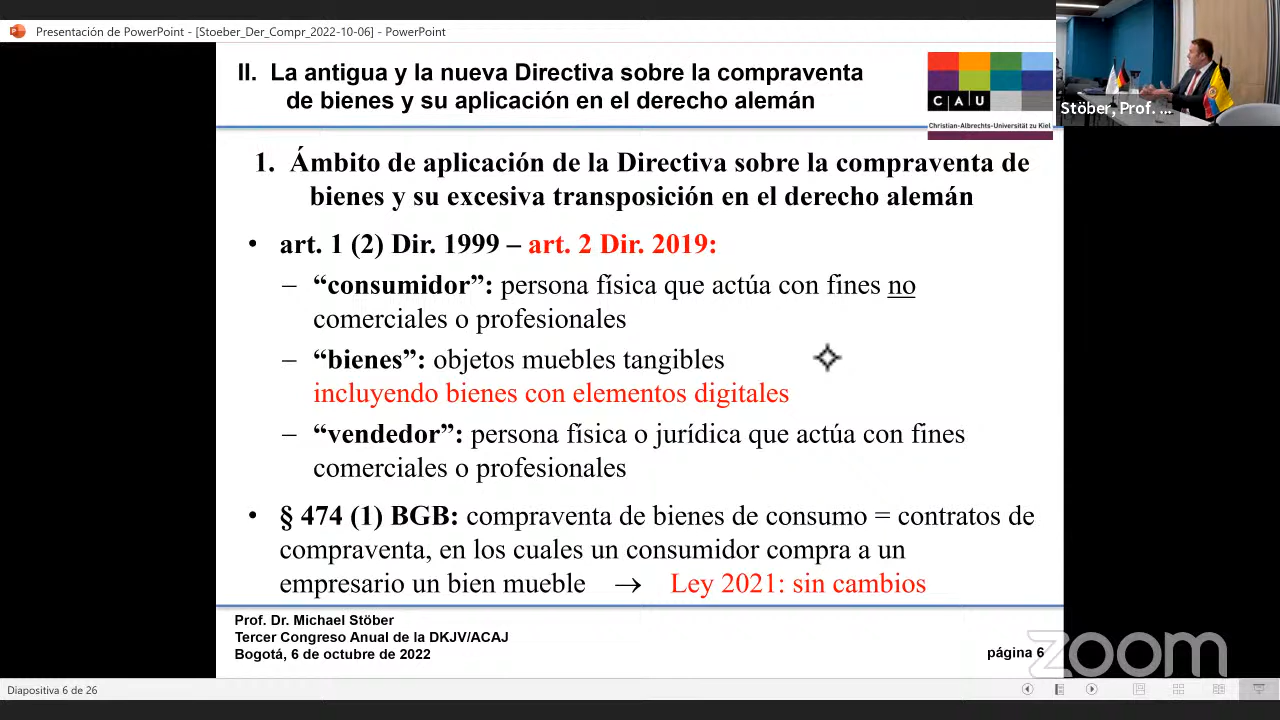 Presentación de PowerPoint - [Stoeber_Der_Compr_2022-10-06] - PowerPoint
II. La antigua y la nueva Directiva sobre la compraventa
de bienes y su aplicación en el derecho alemán
C A U
Christian-Albrechts-Universität zu Kiel
Stöber, Prof. ...
1. Ámbito de aplicación de la Directiva sobre la compraventa de
bienes y su excesiva transposición en el derecho alemán
• art. 1 (2) Dir. 1999 – art. 2 Dir. 2019:
– “consumidor”: persona física que actúa con fines no
comerciales o profesionales
– “bienes”: objetos muebles tangibles
incluyendo bienes con elementos digitales
– “vendedor”: persona física o jurídica que actúa con fines
comerciales o profesionales
• § 474 (1) BGB: compraventa de bienes de consumo = contratos de
compraventa, en los cuales un consumidor compra a un
empresario un bien mueble → Ley 2021: sin cambios
Prof. Dr. Michael Stöber
Tercer Congreso Anual de la DKJV/ACAJ
Bogotá, 6 de octubre de 2022
página 6
zoom
Diapositiva 6 de 26